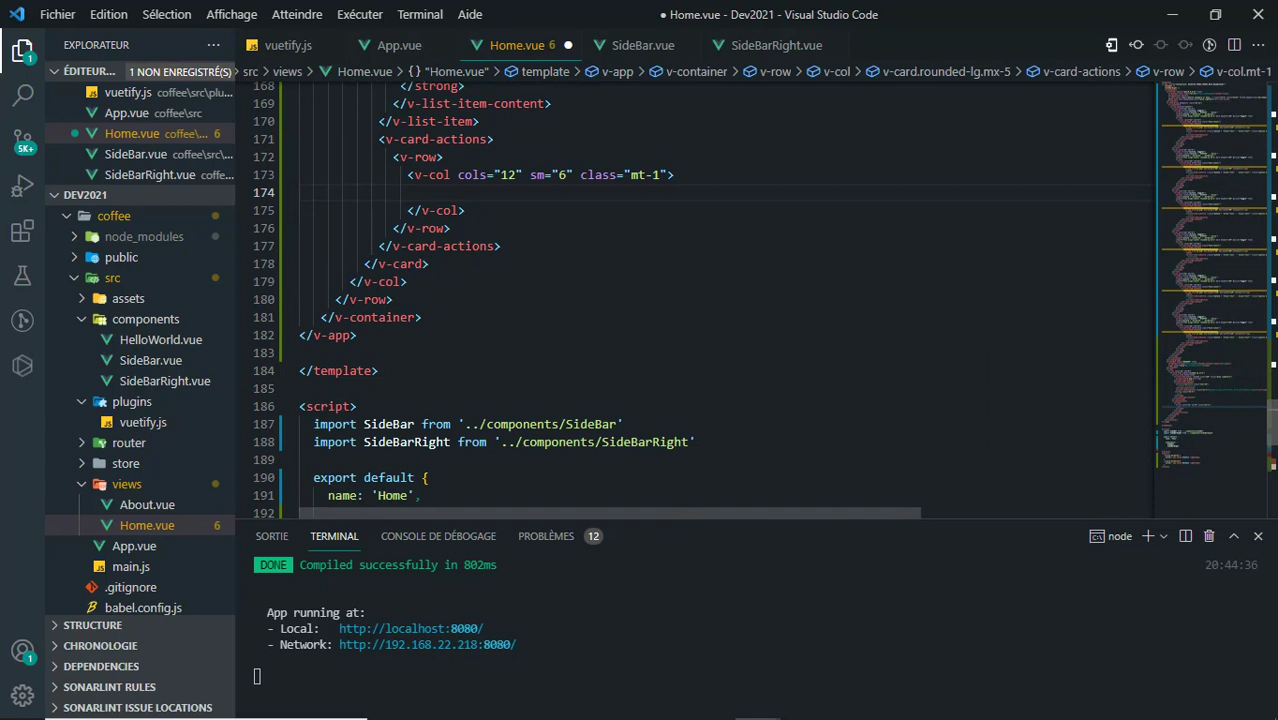 Fichier Edition Sélection Affichage Atteindre Exécuter Terminal Aide
● Home.vue - Dev2021 - Visual Studio Code
EXPLORATEUR ···
vuetify.js App.vue Home.vue 6 ● SideBar.vue SideBarRight.vue
ÉDITEUR... 1 NON ENREGISTRÉ(S)
src > views > Home.vue > {} "Home.vue" > template > v-app > v-container > v-row > v-col > v-card.rounded-lg.mx-5 > v-card-actions > v-row > v-col.mt-1
vuetify.js coffee\src\plu...
App.vue coffee\src
Home.vue coffee\... 6
SideBar.vue coffee\src\...
SideBarRight.vue coffe...
DEV2021
coffee
node_modules
public
src
assets
components
HelloWorld.vue
SideBar.vue
SideBarRight.vue
plugins
vuetify.js
router
store
views
About.vue
Home.vue 6
App.vue
main.js
.gitignore
babel.config.js
STRUCTURE
CHRONOLOGIE
DEPENDENCIES
SONARLINT RULES
SONARLINT ISSUE LOCATIONS
1
5K+
1
168 </strong>
169 </v-list-item-content>
170 </v-list-item>
171 <v-card-actions>
172 <v-row>
173 <v-col cols="12" sm="6" class="mt-1">
174
175 </v-col>
176 </v-row>
177 </v-card-actions>
178 </v-card>
179 </v-col>
180 </v-row>
181 </v-container>
182 </v-app>
183
184 </template>
185
186 <script>
187 import SideBar from '../components/SideBar'
188 import SideBarRight from '../components/SideBarRight'
189
190 export default {
191 name: 'Home',
192
SORTIE TERMINAL CONSOLE DE DÉBOGAGE PROBLÈMES 12 node
DONE Compiled successfully in 802ms 20:44:36
App running at:
- Local: http://localhost:8080/
- Network: http://192.168.22.218:8080/